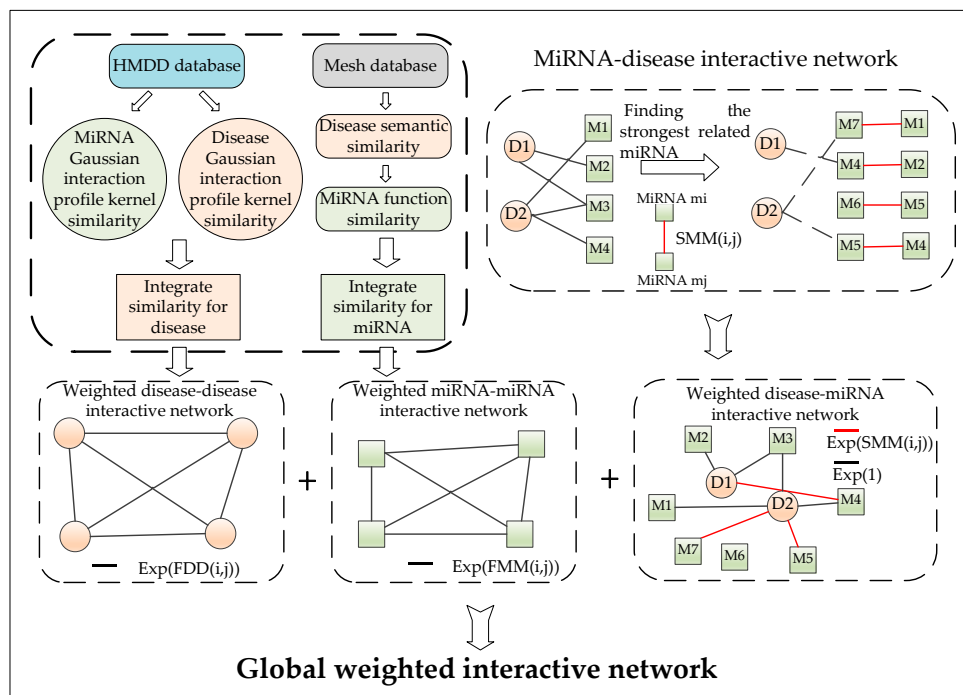 HMDD database
Mesh database
MiRNA
Gaussian
interaction
profile kernel
similarity
Disease
Gaussian
interaction
profile kernel
similarity
Disease semantic
similarity
MiRNA function
similarity
Integrate
similarity for
disease
Integrate
similarity for
miRNA
MiRNA-disease interactive network
D1
D2
M1
M2
M3
M4
Finding the
strongest related
miRNA
MiRNA mi
SMM(i,j)
MiRNA mj
D1
D2
M7
M1
M4
M2
M6
M5
M5
M4
Weighted disease-disease
interactive network
Exp(FDD(i,j))
+
Weighted miRNA-miRNA
interactive network
Exp(FMM(i,j))
+
Weighted disease-miRNA
interactive network
Exp(SMM(i,j))
Exp(1)
M2
M3
D1
D2
M4
M1
M7
M6
M5
Global weighted interactive network